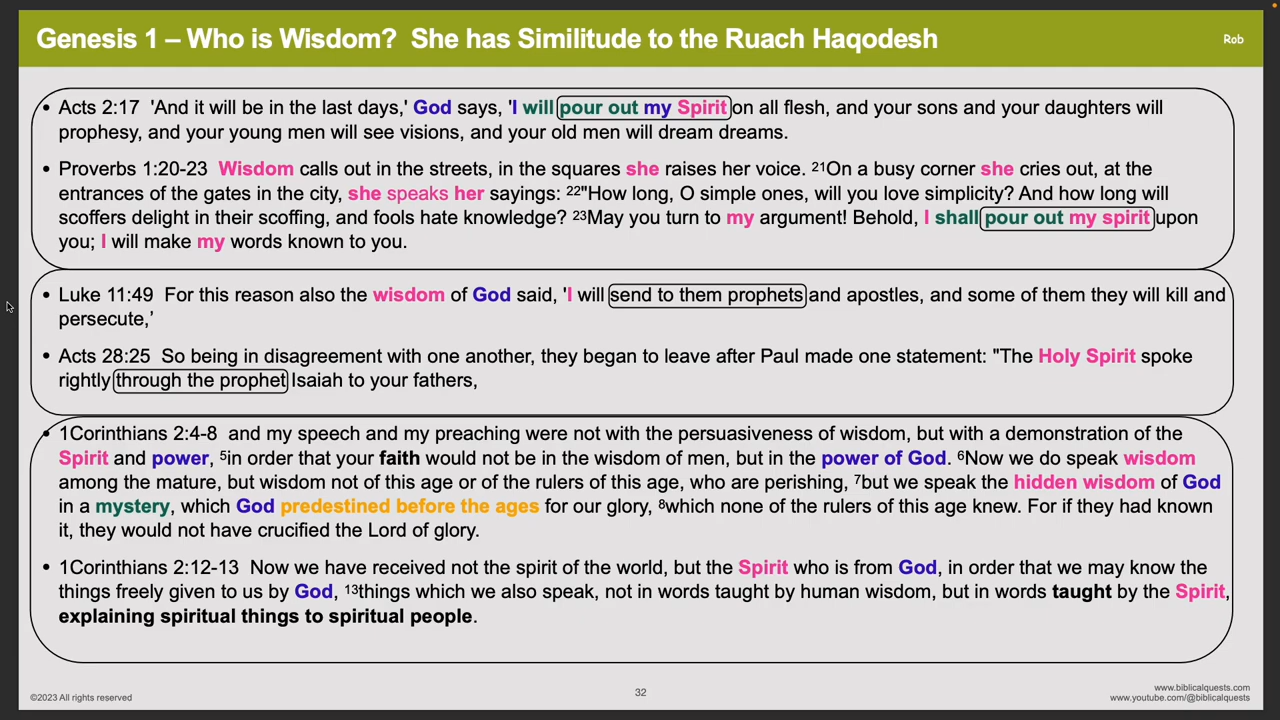 Genesis 1 – Who is Wisdom?  She has Similitude to the Ruach Haqodesh
Rob
• Acts 2:17  'And it will be in the last days,' God says, 'I will pour out my Spirit on all flesh, and your sons and your daughters will
prophesy, and your young men will see visions, and your old men will dream dreams.
• Proverbs 1:20-23  Wisdom calls out in the streets, in the squares she raises her voice. ²¹On a busy corner she cries out, at the
entrances of the gates in the city, she speaks her sayings: ²²"How long, O simple ones, will you love simplicity? And how long will
scoffers delight in their scoffing, and fools hate knowledge? ²³May you turn to my argument! Behold, I shall pour out my spirit upon
you; I will make my words known to you.
• Luke 11:49  For this reason also the wisdom of God said, 'I will send to them prophets and apostles, and some of them they will kill and
persecute,'
• Acts 28:25  So being in disagreement with one another, they began to leave after Paul made one statement: "The Holy Spirit spoke
rightly through the prophet Isaiah to your fathers,
• 1Corinthians 2:4-8  and my speech and my preaching were not with the persuasiveness of wisdom, but with a demonstration of the
Spirit and power, ⁵in order that your faith would not be in the wisdom of men, but in the power of God. ⁶Now we do speak wisdom
among the mature, but wisdom not of this age or of the rulers of this age, who are perishing, ⁷but we speak the hidden wisdom of God
in a mystery, which God predestined before the ages for our glory, ⁸which none of the rulers of this age knew. For if they had known
it, they would not have crucified the Lord of glory.
• 1Corinthians 2:12-13  Now we have received not the spirit of the world, but the Spirit who is from God, in order that we may know the
things freely given to us by God, ¹³things which we also speak, not in words taught by human wisdom, but in words taught by the Spirit,
explaining spiritual things to spiritual people.
©2023 All rights reserved
32
www.biblicalquests.com
www.youtube.com/@biblicalquests